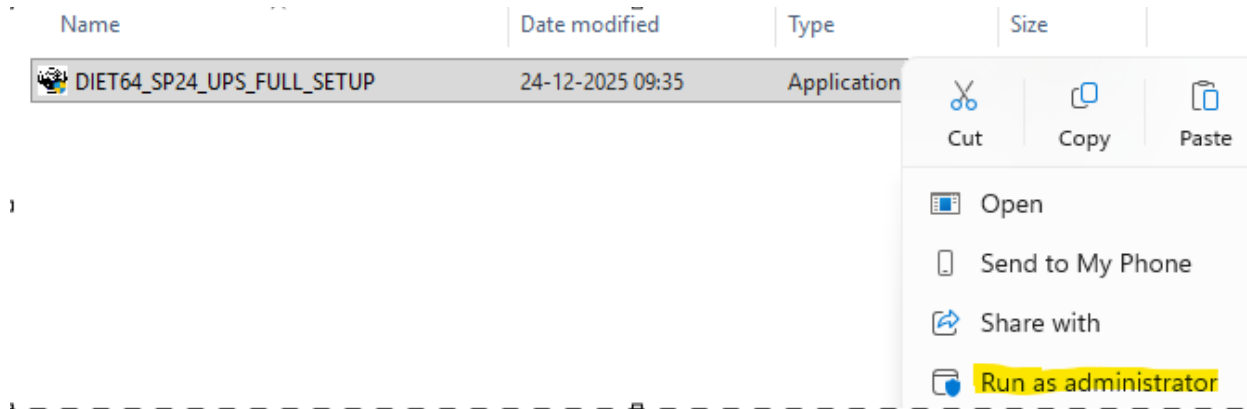 Name Date modified Type Size
DIET64_SP24_UPS_FULL_SETUP 24-12-2025 09:35 Application
Cut Copy Paste
Open
Send to My Phone
Share with
Run as administrator